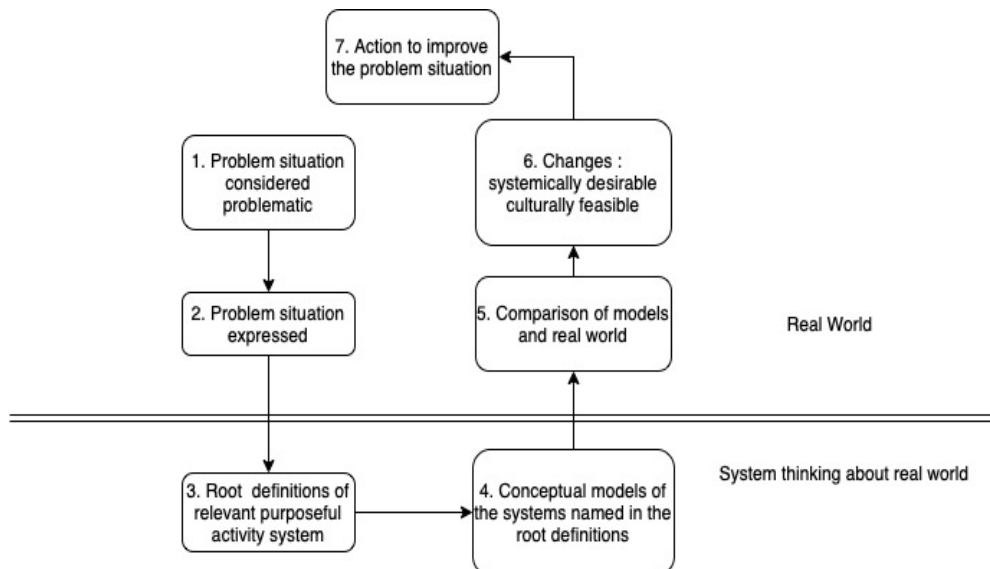 7. Action to improve
the problem situation
1. Problem situation
considered
problematic
6. Changes :
systemically desirable
culturally feasible
2. Problem situation
expressed
5. Comparison of models
and real world
Real World
3. Root definitions of
relevant purposeful
activity system
4. Conceptual models of
the systems named in the
root definitions
System thinking about real world